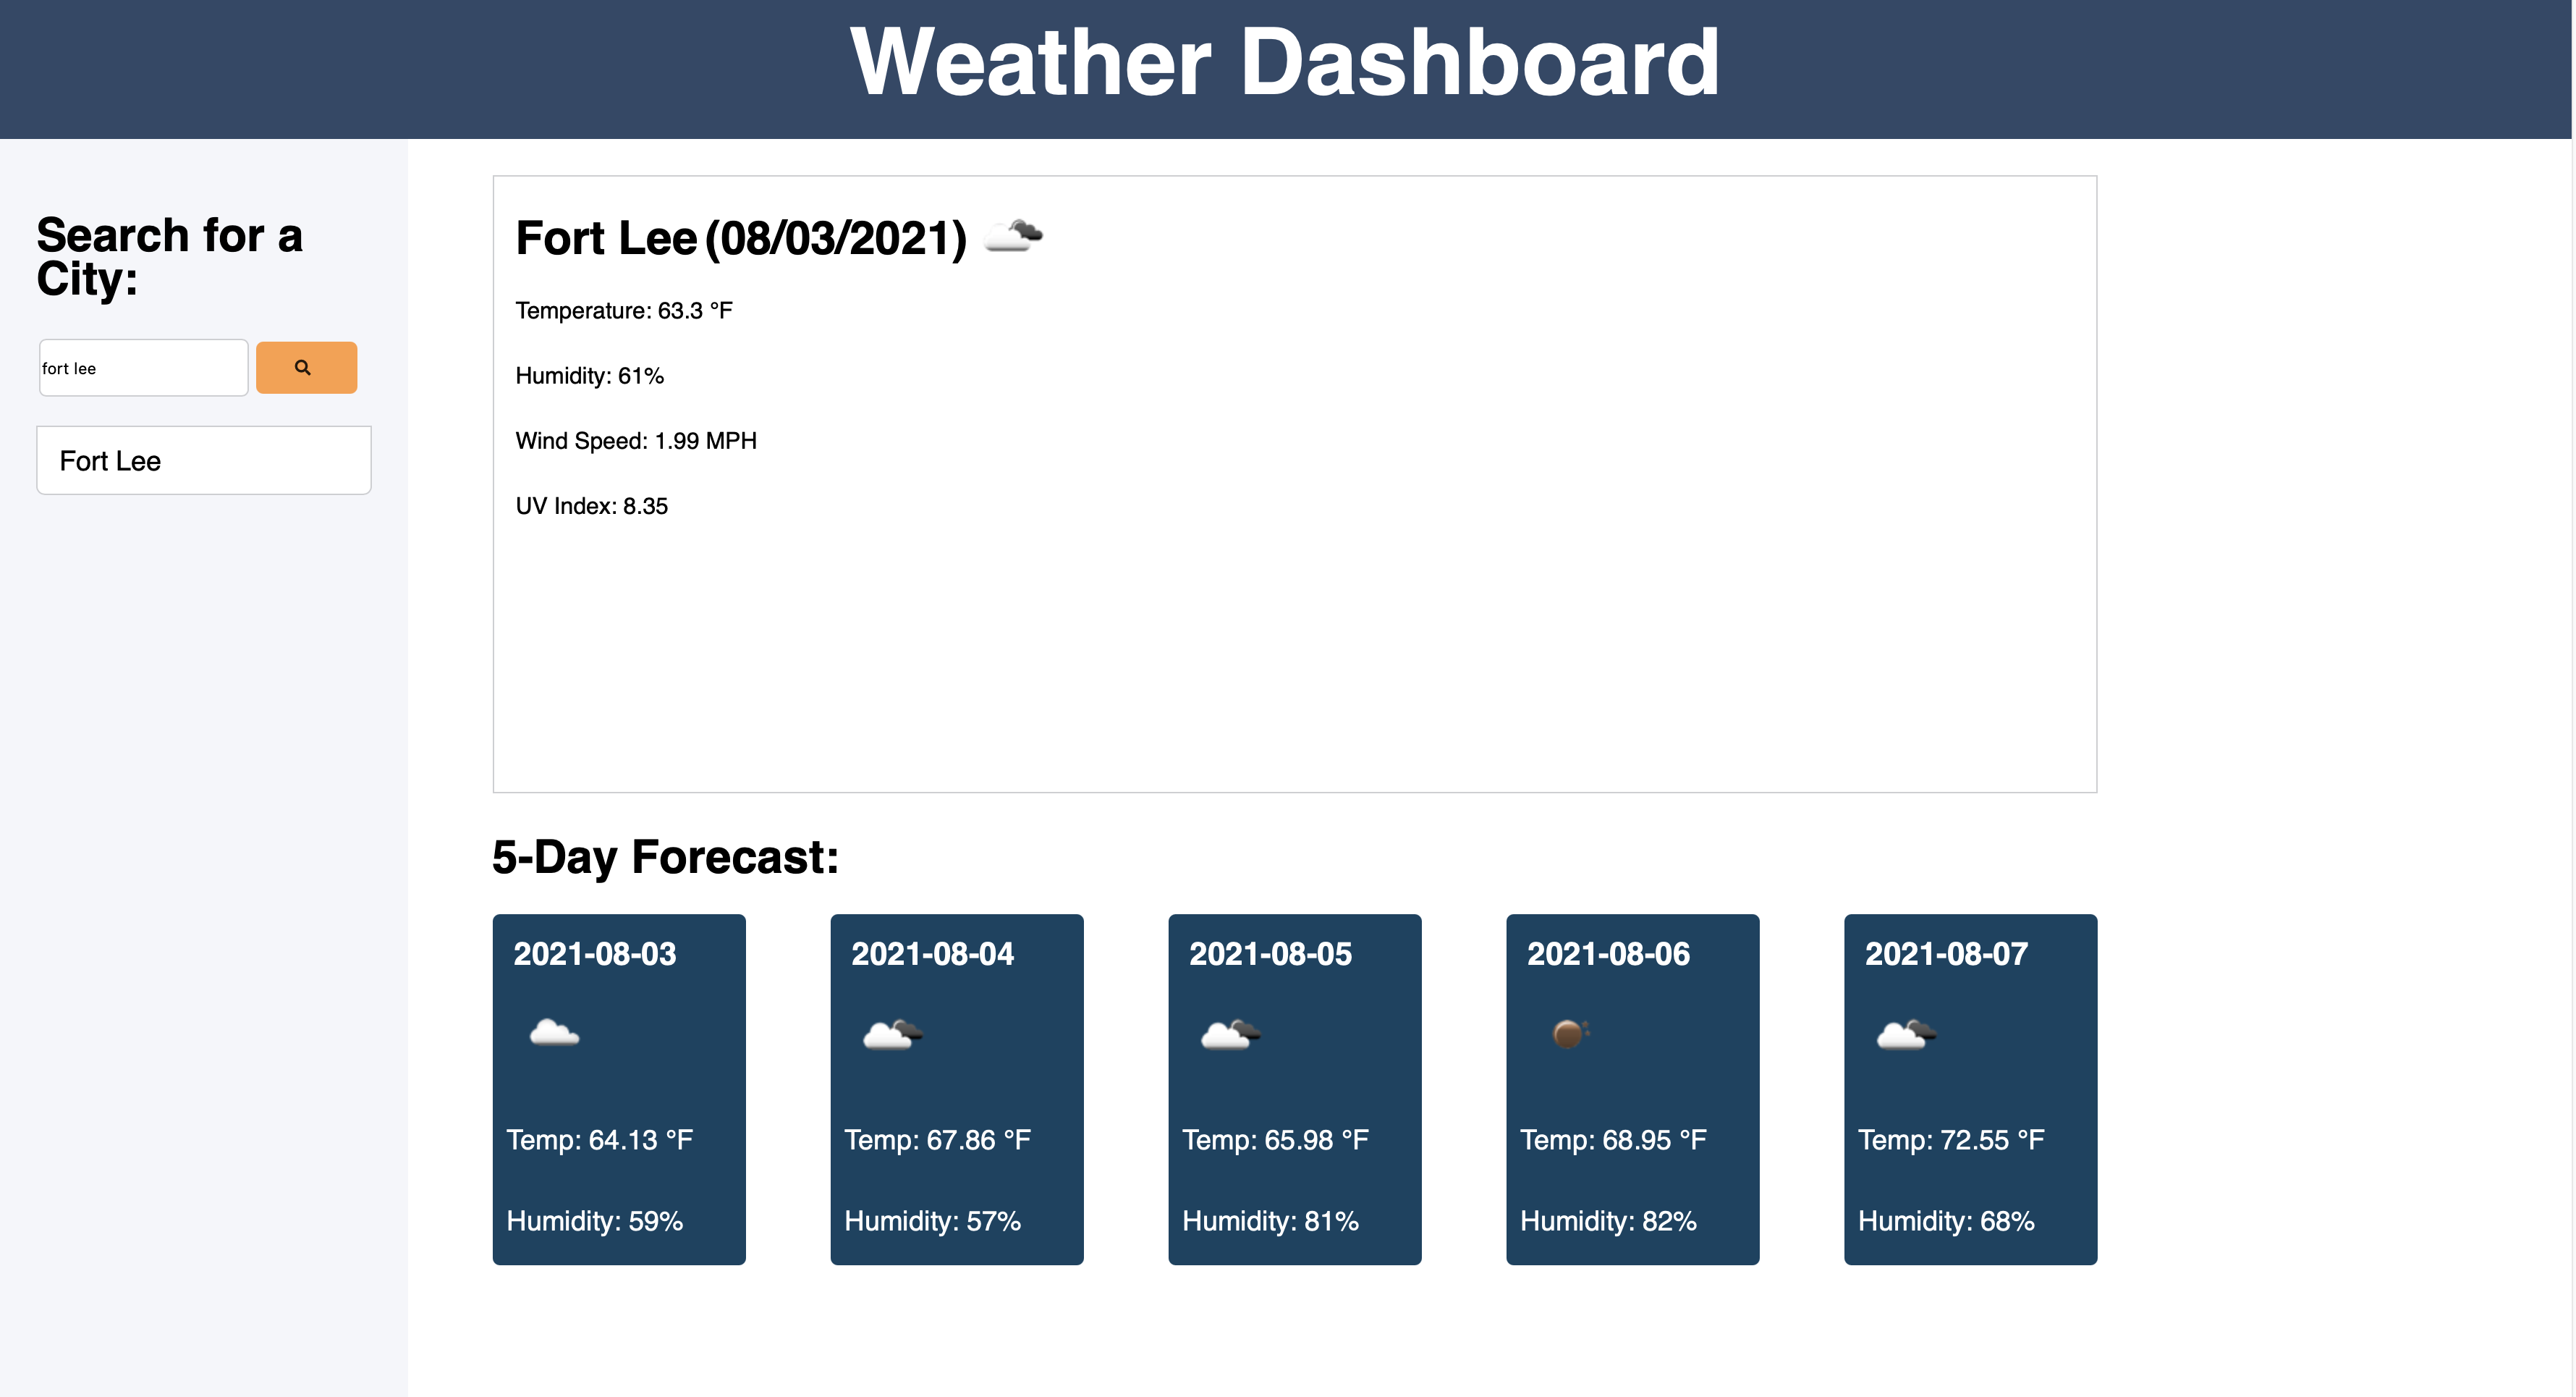 Weather Dashboard
Search for a
City:
fort lee
Fort Lee
Fort Lee (08/03/2021)
Temperature: 63.3 °F
Humidity: 61%
Wind Speed: 1.99 MPH
UV Index: 8.35
5-Day Forecast:
2021-08-03
Temp: 64.13 °F
Humidity: 59%
2021-08-04
Temp: 67.86 °F
Humidity: 57%
2021-08-05
Temp: 65.98 °F
Humidity: 81%
2021-08-06
Temp: 68.95 °F
Humidity: 82%
2021-08-07
Temp: 72.55 °F
Humidity: 68%